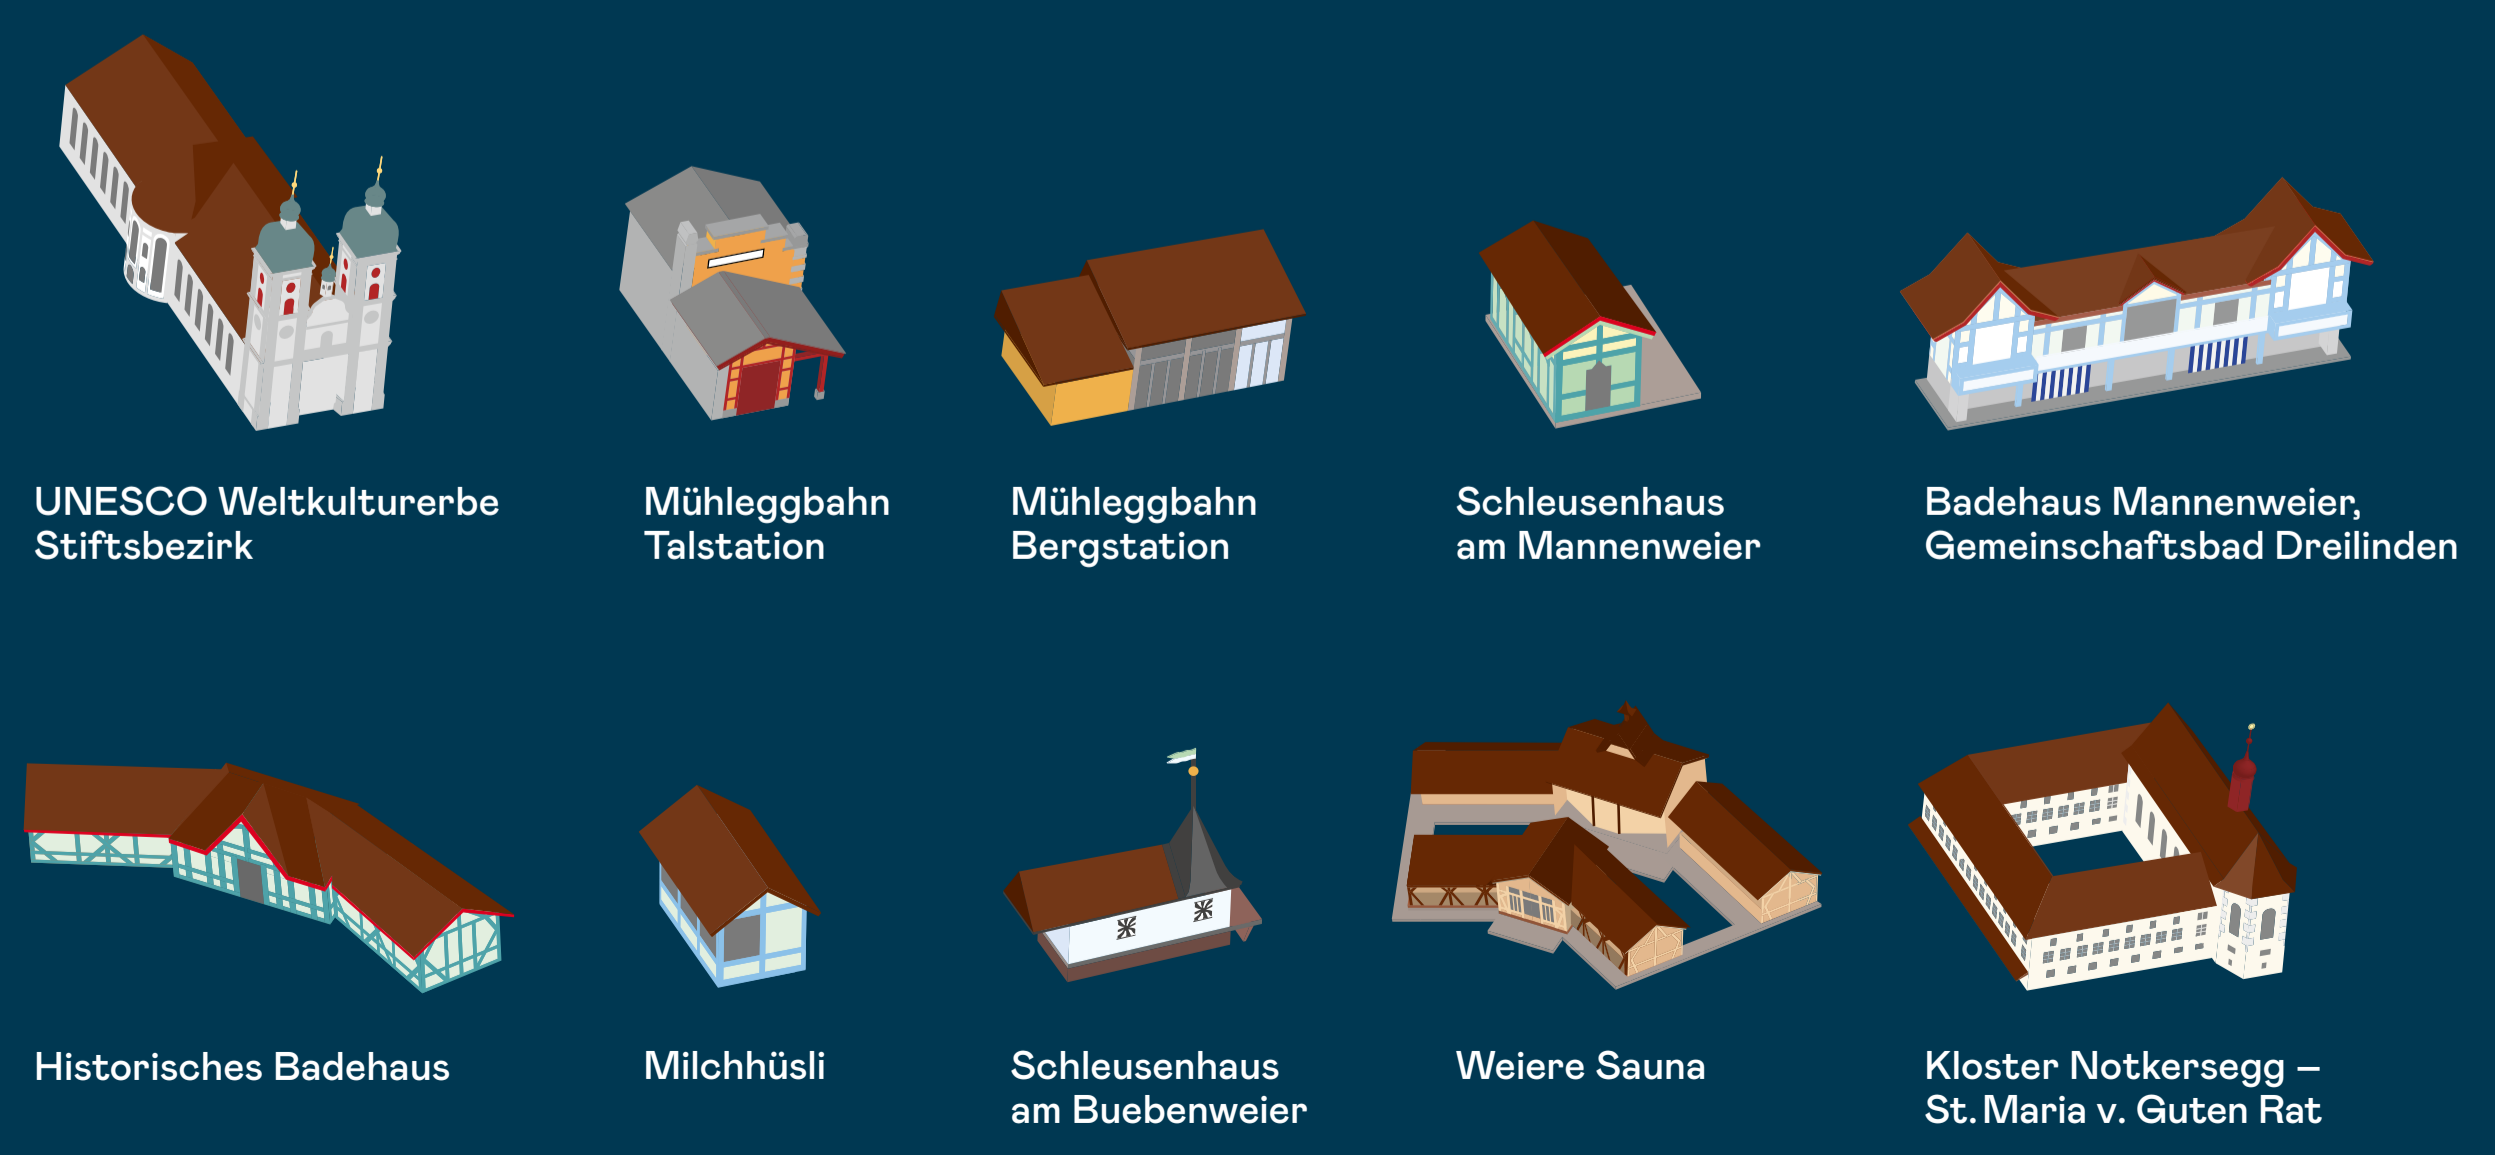 UNESCO Weltkulturerbe
Stiftsbezirk
Mühleggbahn
Talstation
Mühleggbahn
Bergstation
Schleusenhaus
am Mannenweier
Badehaus Mannenweier,
Gemeinschaftsbad Dreilinden
Historisches Badehaus
Milchhüsli
Schleusenhaus
am Buebenweier
Weiere Sauna
Kloster Notkersegg –
St. Maria v. Guten Rat